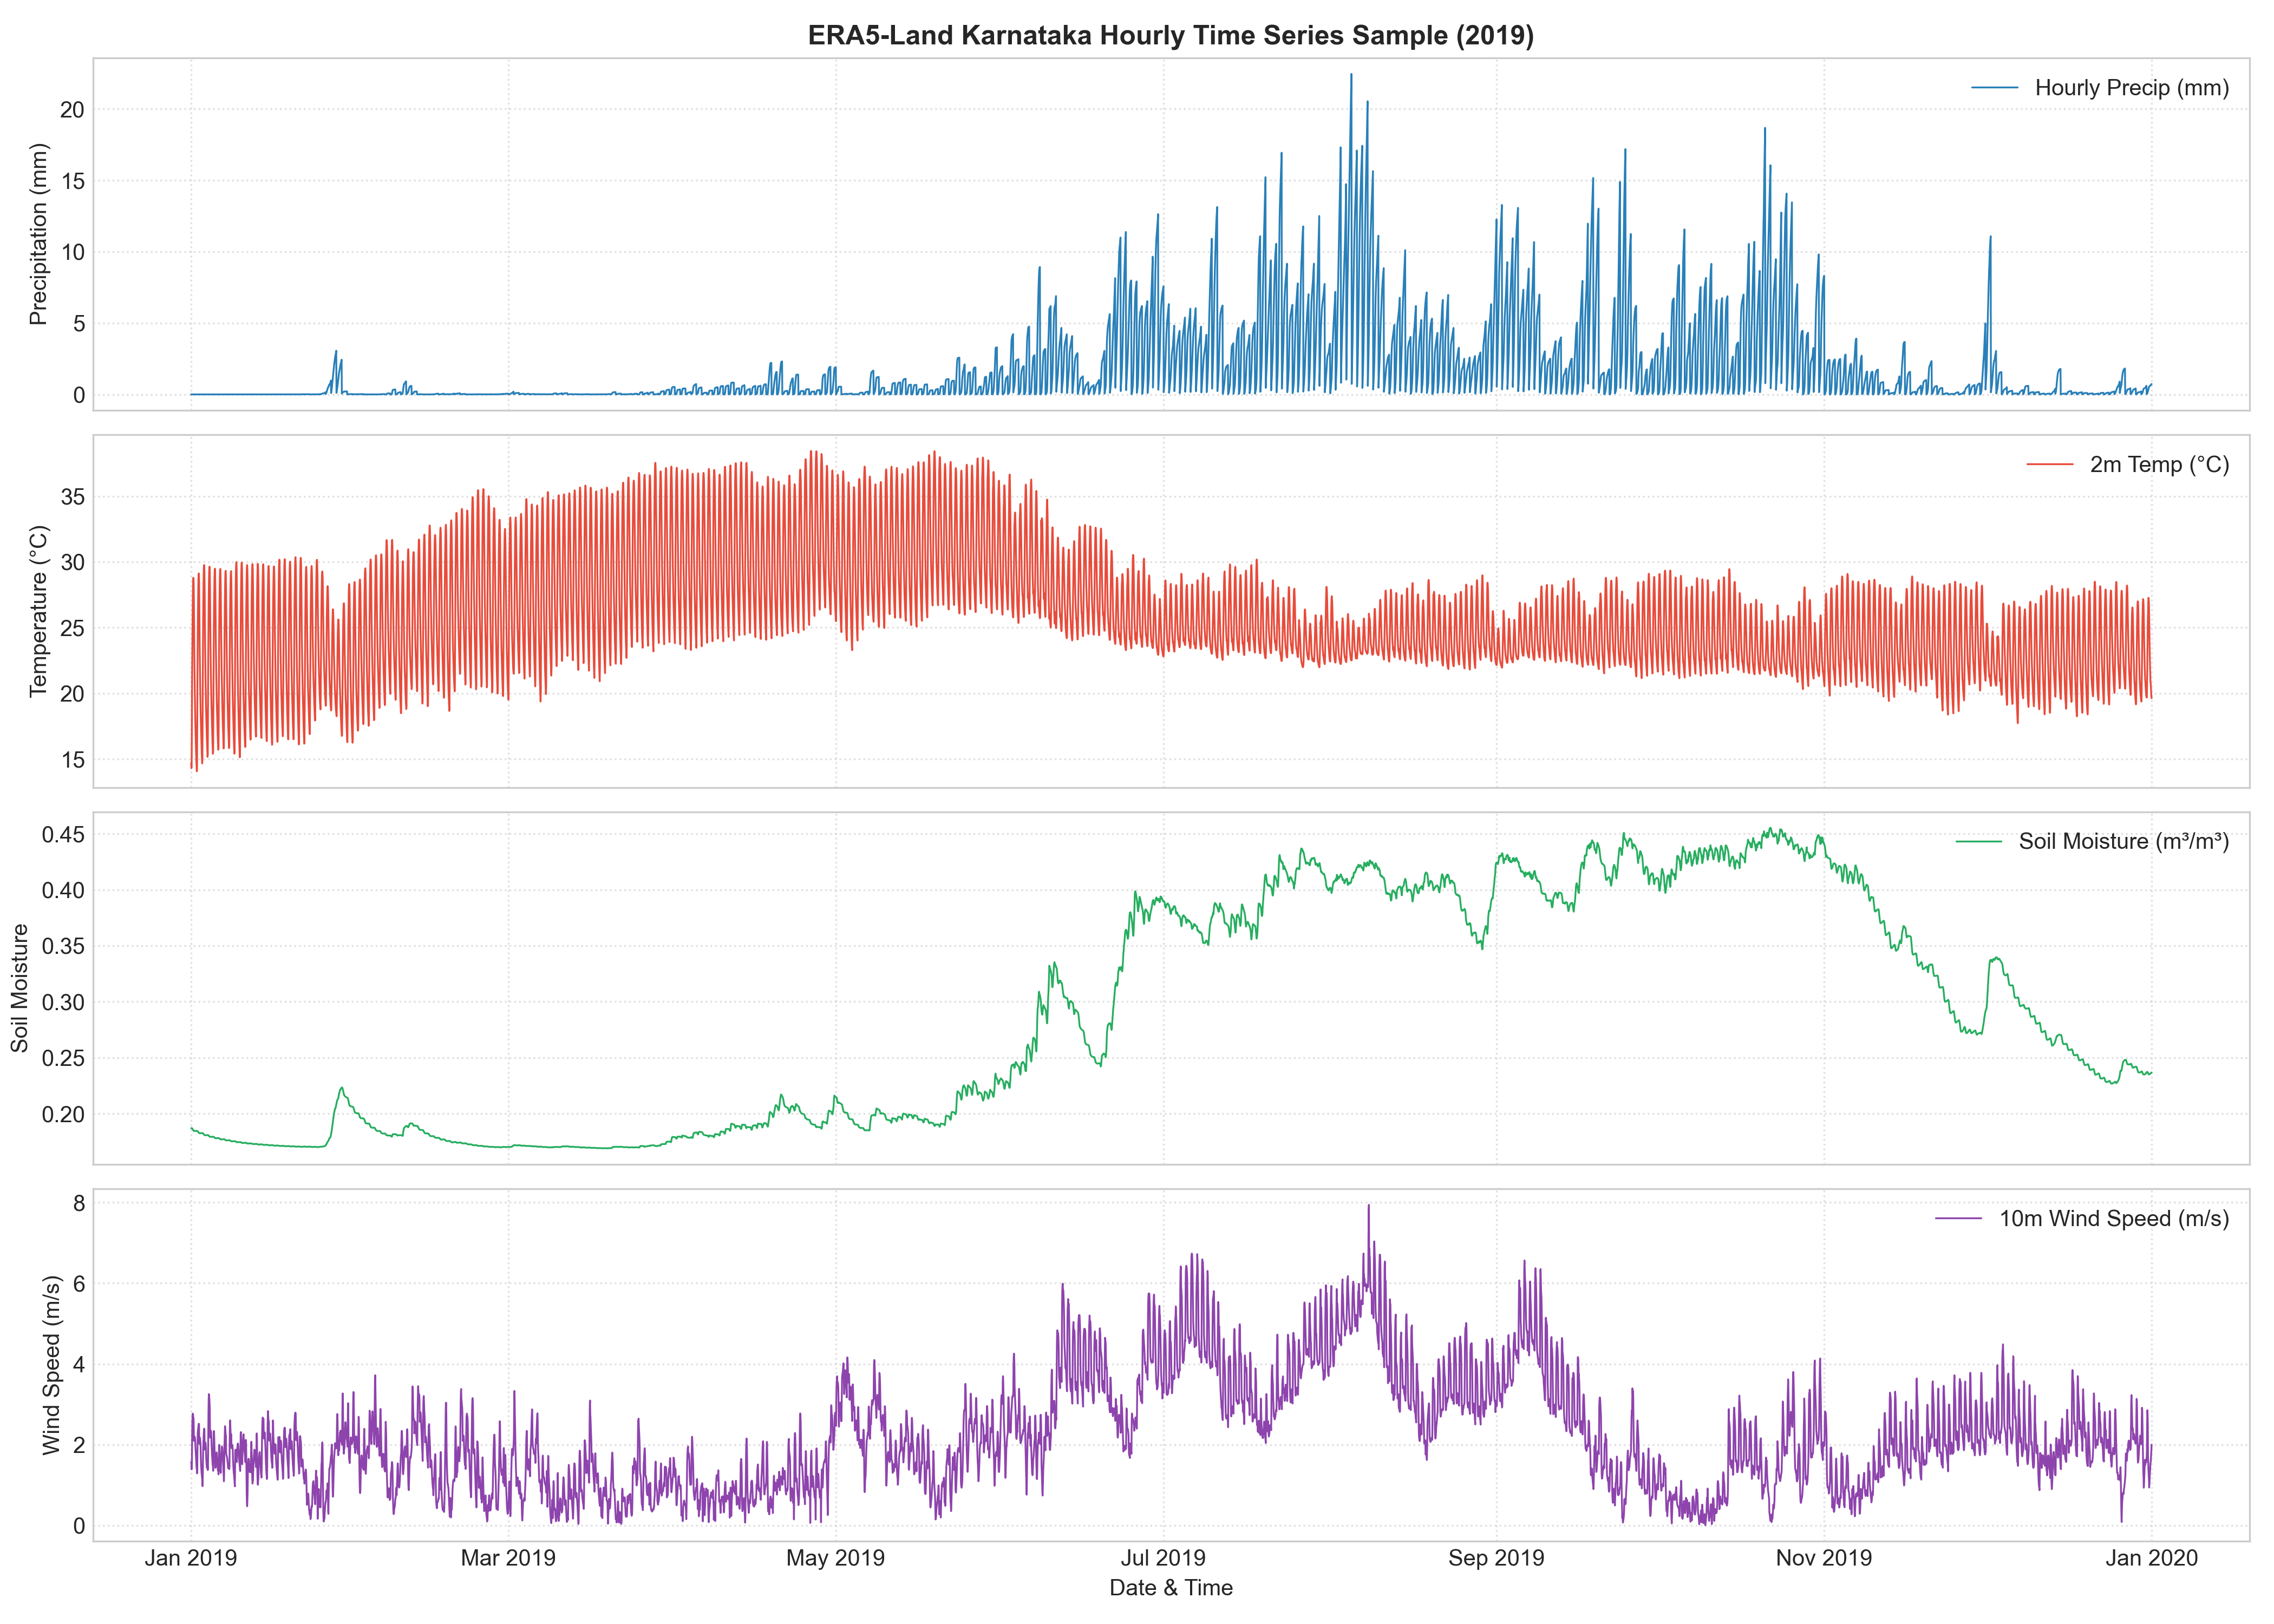 ERA5-Land Karnataka Hourly Time Series Sample (2019)
Hourly Precip (mm)
Precipitation (mm)
20
15
10
5
0
2m Temp (°C)
Temperature (°C)
35
30
25
20
15
Soil Moisture (m³/m³)
Soil Moisture
0.45
0.40
0.35
0.30
0.25
0.20
10m Wind Speed (m/s)
Wind Speed (m/s)
8
6
4
2
0
Jan 2019 Mar 2019 May 2019 Jul 2019 Sep 2019 Nov 2019 Jan 2020
Date & Time